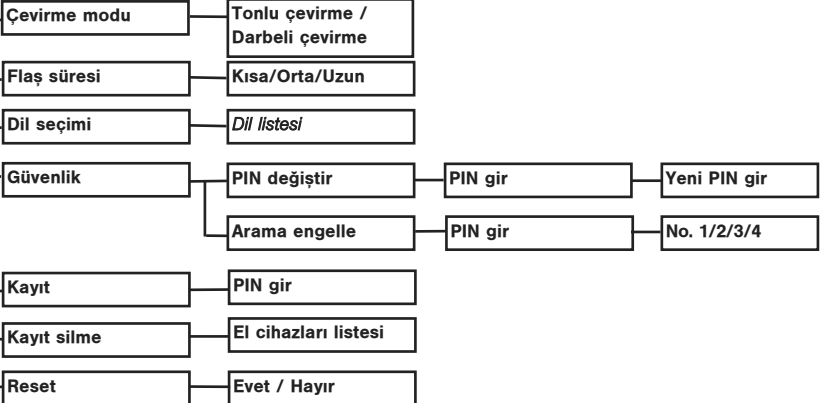 Çevirme modu
Tonlu çevirme /
Darbeli çevirme
Flaş süresi
Kısa/Orta/Uzun
Dil seçimi
Dil listesi
Güvenlik
PIN değiştir
PIN gir
Yeni PIN gir
Arama engelle
PIN gir
No. 1/2/3/4
Kayıt
PIN gir
Kayıt silme
El cihazları listesi
Reset
Evet / Hayır